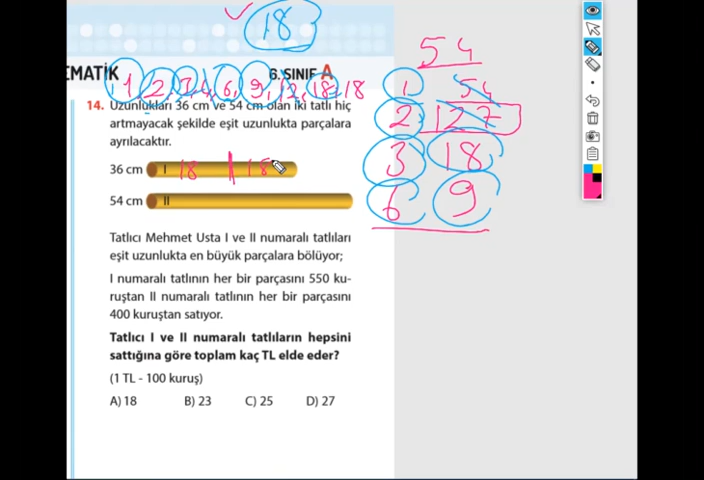 18
54
EMATİK
1, 2, 3, 4, 6, 9, 12, 18, 18
6. SINIF A
1 54
2 127
3 18
6 9
14. Uzunlukları 36 cm ve 54 cm olan iki tatlı hiç
artmayacak şekilde eşit uzunlukta parçalara
ayrılacaktır.
36 cm I 18 18
54 cm II
Tatlıcı Mehmet Usta I ve II numaralı tatlıları
eşit uzunlukta en büyük parçalara bölüyor;
I numaralı tatlının her bir parçasını 550 ku-
ruştan II numaralı tatlının her bir parçasını
400 kuruştan satıyor.
Tatlıcı I ve II numaralı tatlıların hepsini
sattığına göre toplam kaç TL elde eder?
(1 TL - 100 kuruş)
A) 18 B) 23 C) 25 D) 27